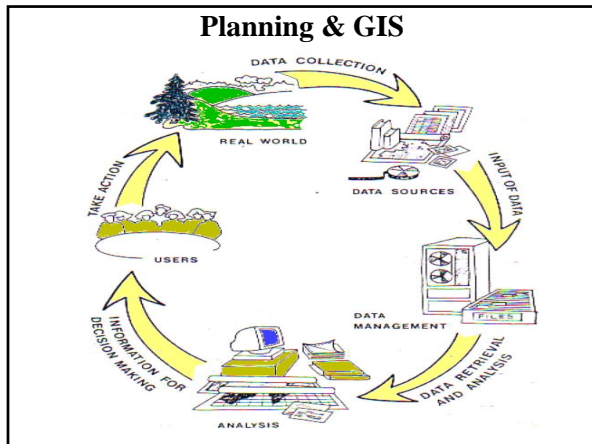 Planning & GIS
DATA COLLECTION
REAL WORLD
DATA SOURCES
INPUT OF DATA
DATA
MANAGEMENT
FILES
DATA RETRIEVAL
AND ANALYSIS
ANALYSIS
INFORMATION FOR
DECISION MAKING
USERS
TAKE ACTION